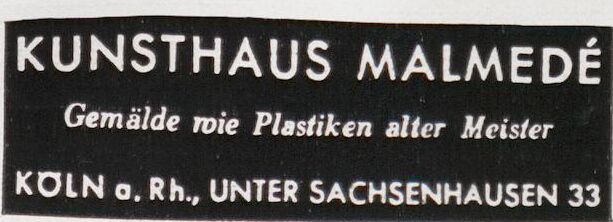 KUNSTHAUS MALMEDÉ
Gemälde wie Plastiken alter Meister
KÖLN a. Rh., UNTER SACHSENHAUSEN 33